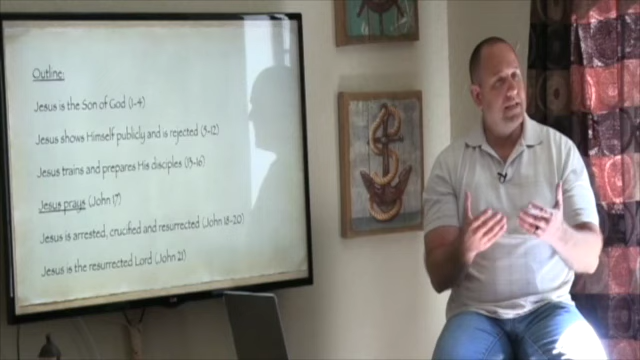 Outline:
Jesus is the Son of God (1-4)
Jesus shows Himself publicly and is rejected (5-12)
Jesus trains and prepares His disciples (13-16)
Jesus prays (John 17)
Jesus is arrested, crucified and resurrected (John 18-20)
Jesus is the resurrected Lord (John 21)